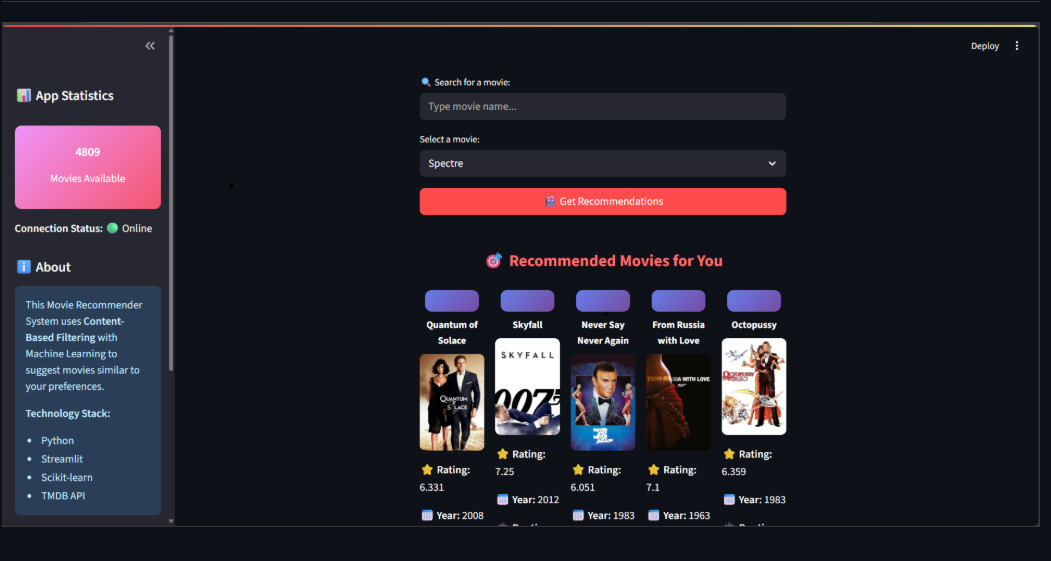 Deploy
App Statistics
4809
Movies Available
Connection Status: Online
About
This Movie Recommender
System uses Content-
Based Filtering with
Machine Learning to
suggest movies similar to
your preferences.
Technology Stack:
Python
Streamlit
Scikit-learn
TMDB API
Search for a movie:
Type movie name...
Select a movie:
Spectre
Get Recommendations
Recommended Movies for You
Quantum of
Solace
QUANTUM
OF SOLACE
Rating:
6.331
Year: 2008
Skyfall
SKYFALL
007
Rating:
7.25
Year: 2012
Never Say
Never Again
NEVER SAY
NEVER AGAIN
Rating:
6.051
Year: 1983
From Russia
with Love
FROM RUSSIA WITH LOVE
Rating:
7.1
Year: 1963
Octopussy
OCTOPUSSY
Rating:
6.359
Year: 1983